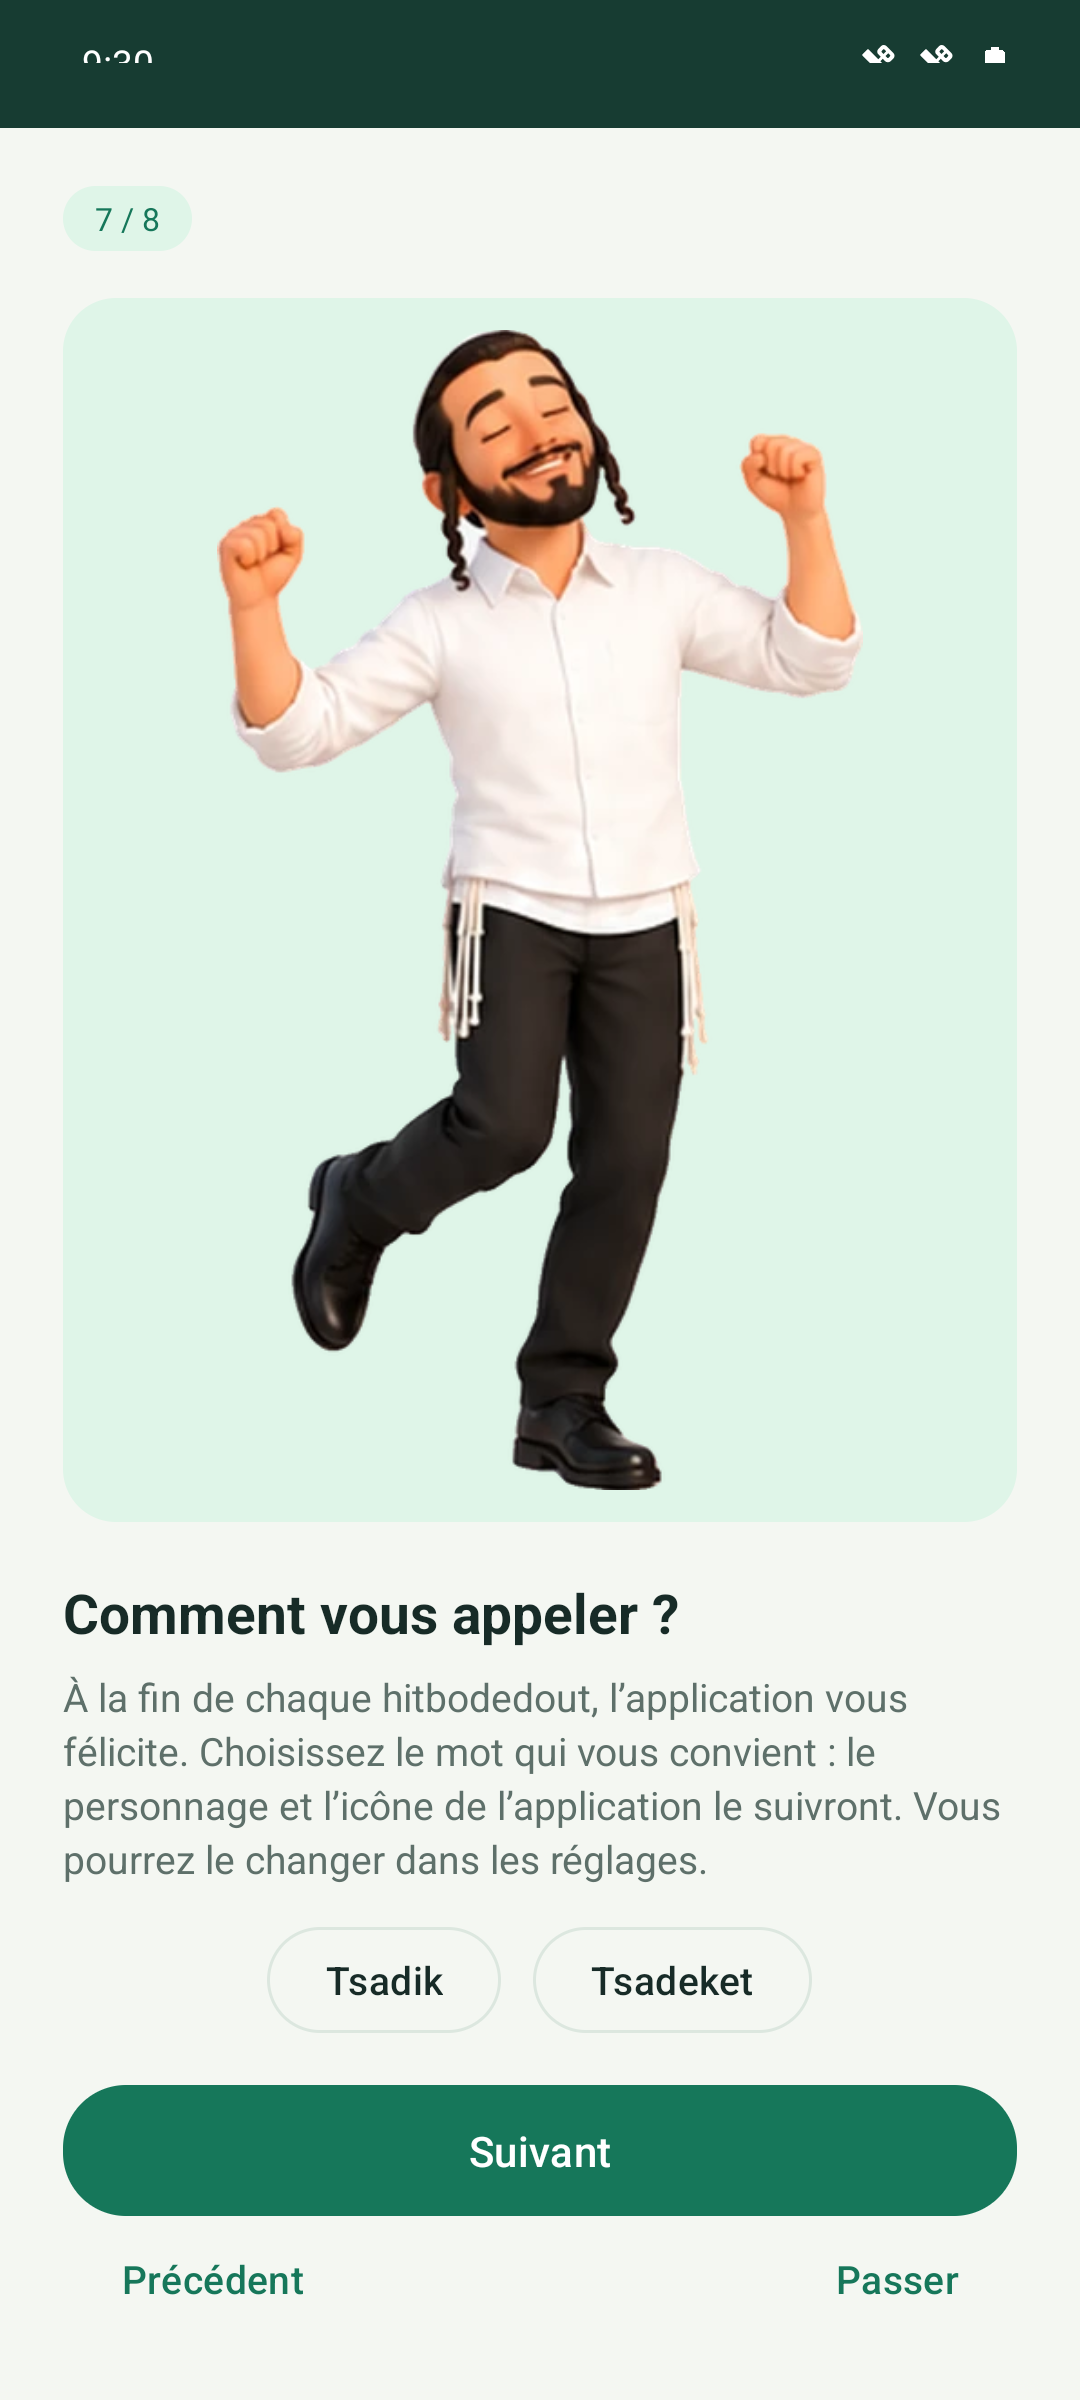 7 / 8
Comment vous appeler ?
À la fin de chaque hitbodedout, l’application vous
félicite. Choisissez le mot qui vous convient : le
personnage et l’icône de l’application le suivront. Vous
pourrez le changer dans les réglages.
Tsadik
Tsadeket
Suivant
Précédent
Passer